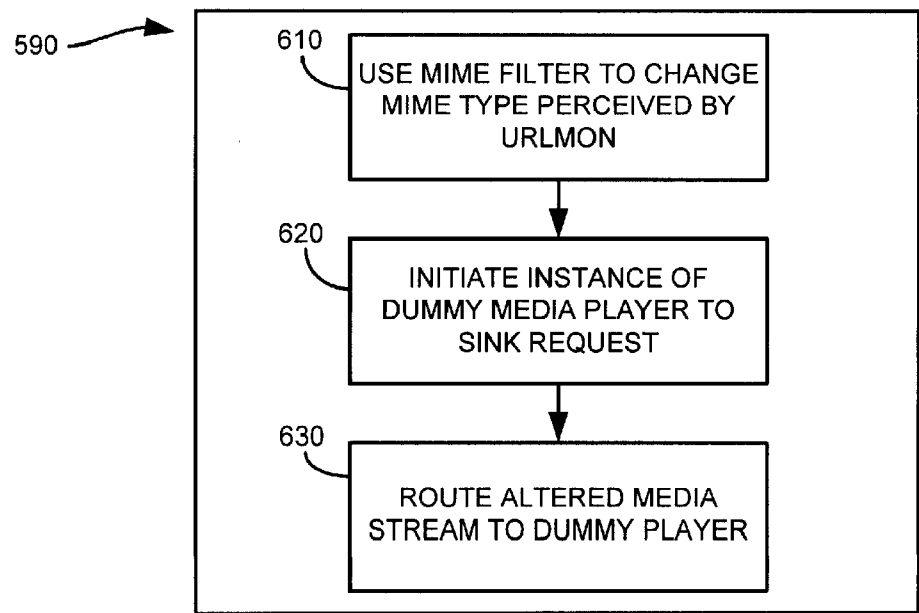 590
610
USE MIME FILTER TO CHANGE
MIME TYPE PERCEIVED BY
URLMON
620
INITIATE INSTANCE OF
DUMMY MEDIA PLAYER TO
SINK REQUEST
630
ROUTE ALTERED MEDIA
STREAM TO DUMMY PLAYER